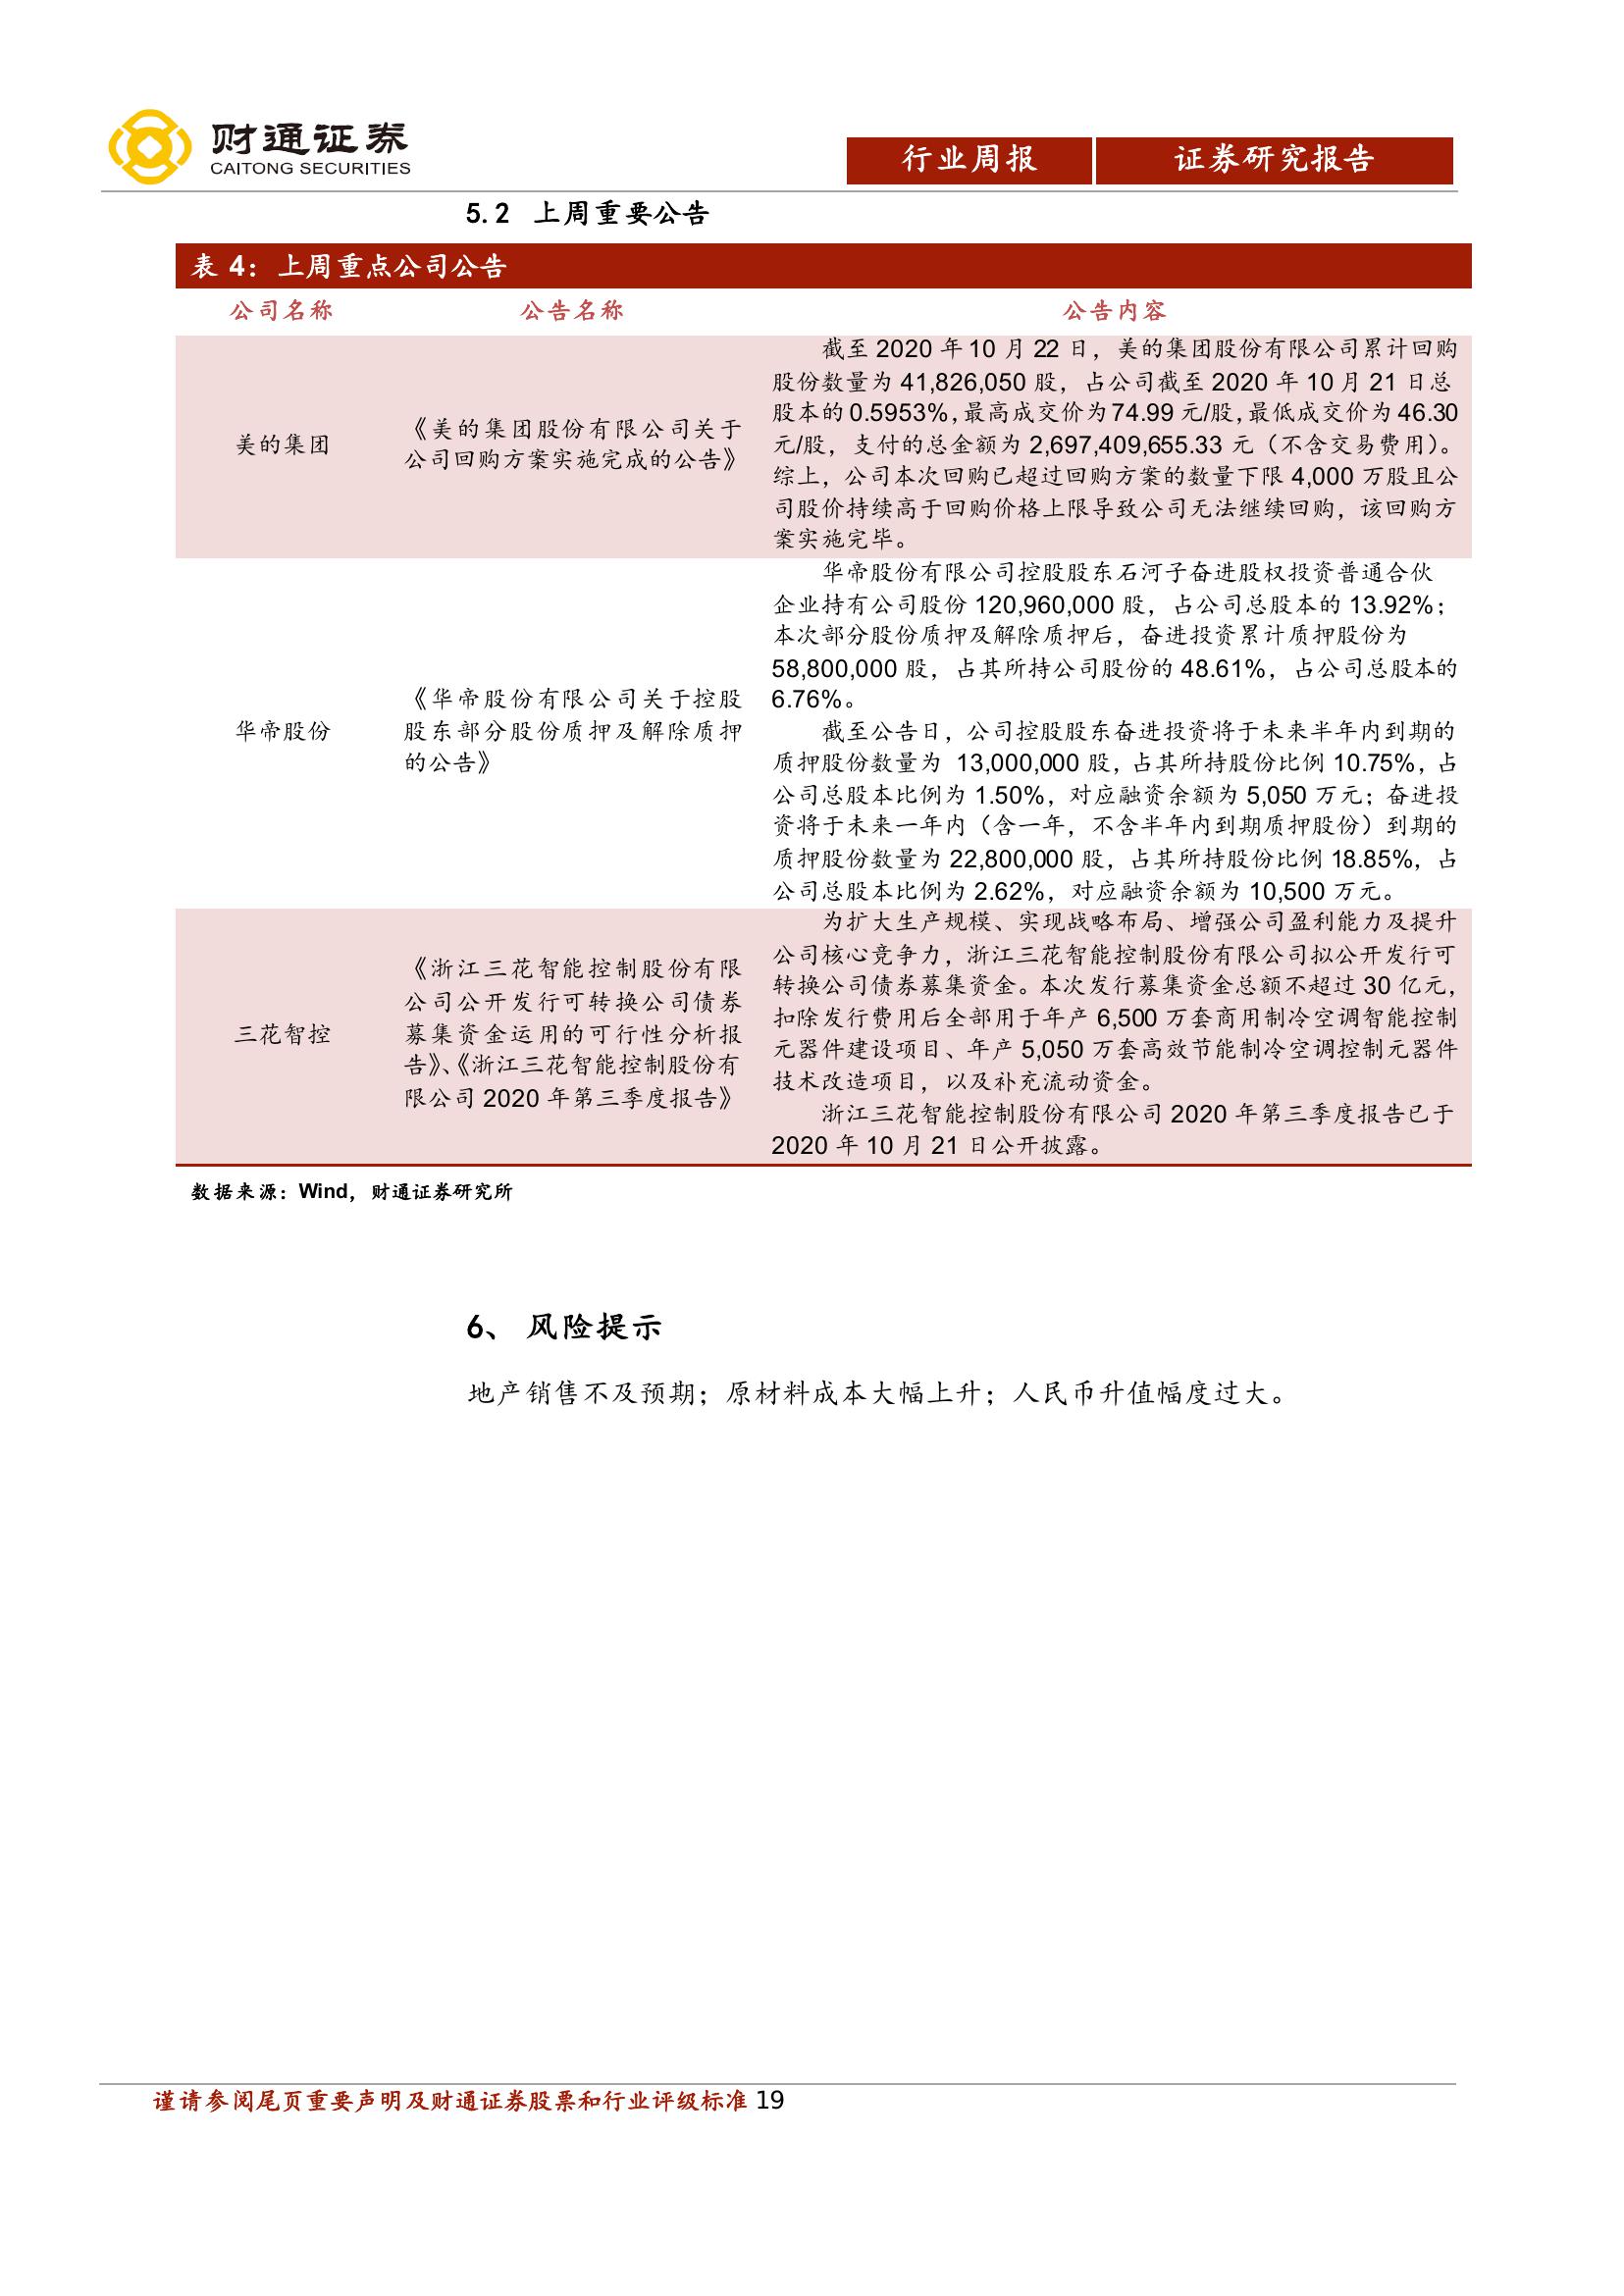 财通证券
CAITONG SECURITIES
行业周报
证券研究报告
5.2 上周重要公告
表 4：上周重点公司公告
公司名称
公告名称
公告内容
美的集团
《美的集团股份有限公司关于
公司回购方案实施完成的公告》
截至 2020 年 10 月 22 日，美的集团股份有限公司累计回购
股份数量为 41,826,050 股，占公司截至 2020 年 10 月 21 日总
股本的 0.5953%，最高成交价为 74.99 元/股，最低成交价为 46.30
元/股，支付的总金额为 2,697,409,655.33 元（不含交易费用）。
综上，公司本次回购已超过回购方案的数量下限 4,000 万股且公
司股价持续高于回购价格上限导致公司无法继续回购，该回购方
案实施完毕。
华帝股份
《华帝股份有限公司关于控股
股东部分股份质押及解除质押
的公告》
华帝股份有限公司控股股东石河子奋进股权投资普通合伙
企业持有公司股份 120,960,000 股，占公司总股本的 13.92%；
本次部分股份质押及解除质押后，奋进投资累计质押股份为
58,800,000 股，占其所持公司股份的 48.61%，占公司总股本的
6.76%。
截至公告日，公司控股股东奋进投资将于未来半年内到期的
质押股份数量为 13,000,000 股，占其所持股份比例 10.75%，占
公司总股本比例为 1.50%，对应融资余额为 5,050 万元；奋进投
资将于未来一年内（含一年，不含半年内到期质押股份）到期的
质押股份数量为 22,800,000 股，占其所持股份比例 18.85%，占
公司总股本比例为 2.62%，对应融资余额为 10,500 万元。
三花智控
《浙江三花智能控制股份有限
公司公开发行可转换公司债券
募集资金运用的可行性分析报
告》、《浙江三花智能控制股份有
限公司 2020 年第三季度报告》
为扩大生产规模、实现战略布局、增强公司盈利能力及提升
公司核心竞争力，浙江三花智能控制股份有限公司拟公开发行可
转换公司债券募集资金。本次发行募集资金总额不超过 30 亿元，
扣除发行费用后全部用于年产 6,500 万套商用制冷空调智能控制
元器件建设项目、年产 5,050 万套高效节能制冷空调控制元器件
技术改造项目，以及补充流动资金。
浙江三花智能控制股份有限公司 2020 年第三季度报告已于
2020 年 10 月 21 日公开披露。
数据来源：Wind，财通证券研究所
6、 风险提示
地产销售不及预期；原材料成本大幅上升；人民币升值幅度过大。
谨请参阅尾页重要声明及财通证券股票和行业评级标准 19